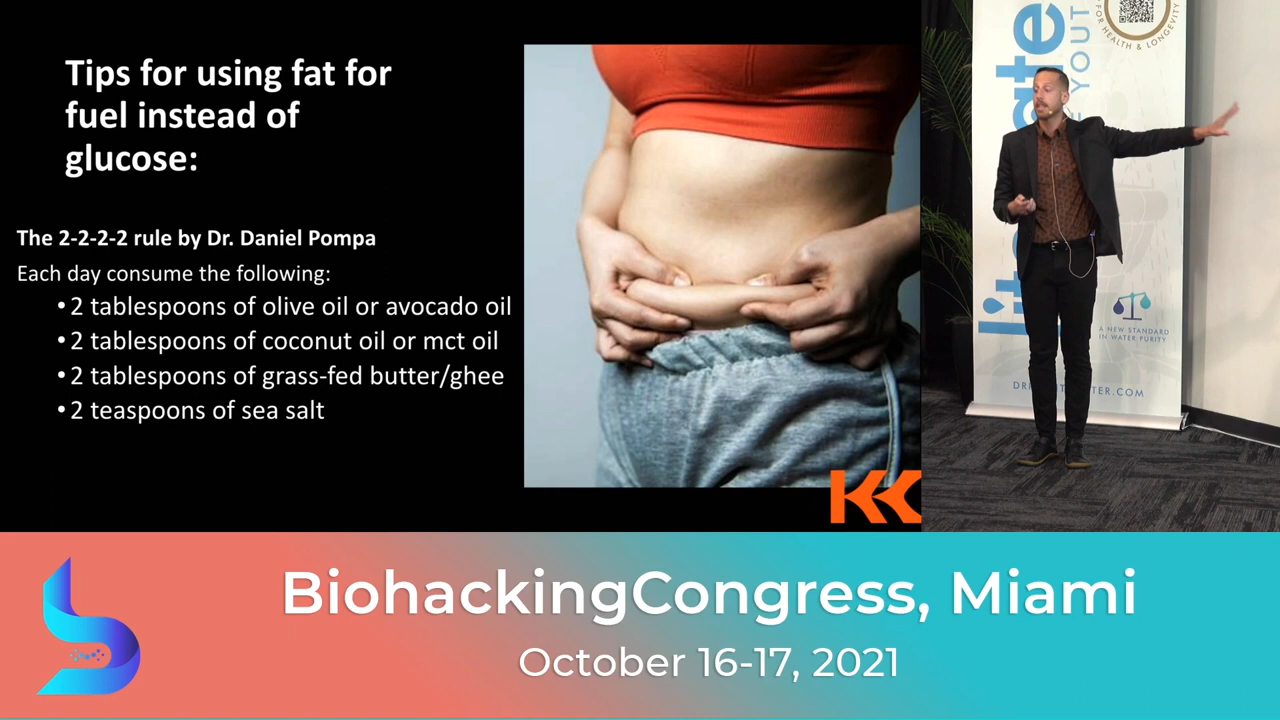 Tips for using fat for
fuel instead of
glucose:
The 2-2-2-2 rule by Dr. Daniel Pompa
Each day consume the following:
• 2 tablespoons of olive oil or avocado oil
• 2 tablespoons of coconut oil or mct oil
• 2 tablespoons of grass-fed butter/ghee
• 2 teaspoons of sea salt
FOR HEALTH & LONGEVITY
YOUT
A NEW STANDARD
IN WATER PURITY
BiohackingCongress, Miami
October 16-17, 2021